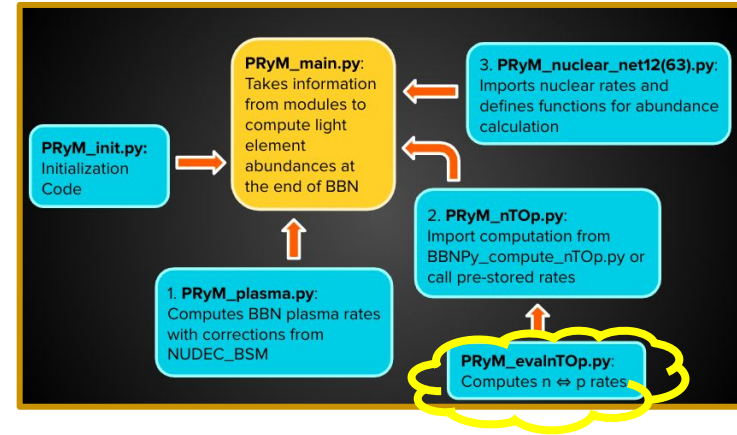 PRyM_main.py:
Takes information
from modules to
compute light
element
abundances at
the end of BBN
3. PRyM_nuclear_net12(63).py:
Imports nuclear rates and
defines functions for abundance
calculation
PRyM_init.py:
Initialization
Code
2. PRyM_nTOp.py:
Import computation from
BBNPy_compute_nTOp.py or
call pre-stored rates
1. PRyM_plasma.py:
Computes BBN plasma rates
with corrections from
NUDEC_BSM
PRyM_evalnTOp.py:
Computes n ⇔ p rates